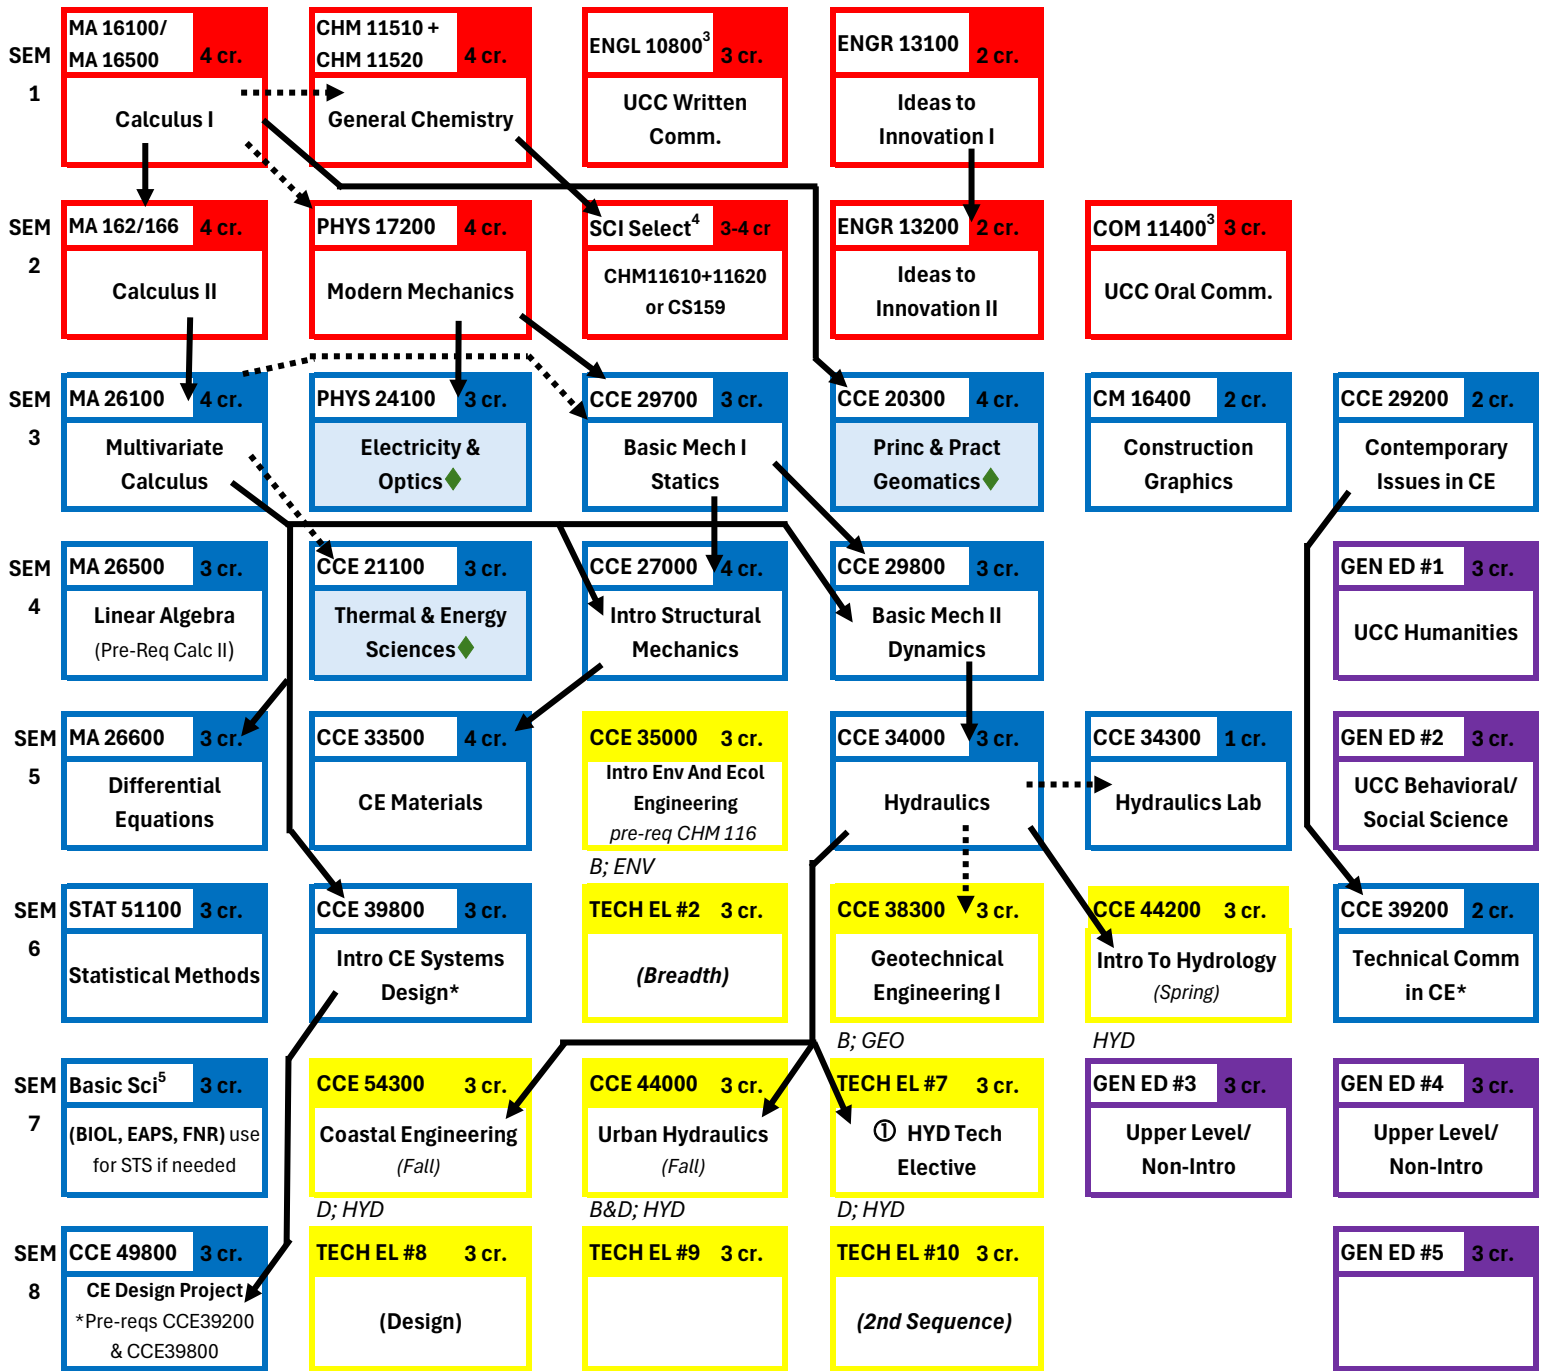 SEM
1
MA 16100/
MA 16500
4 cr.
Calculus I
CHM 11510 +
CHM 11520
4 cr.
General Chemistry
ENGL 10800³ 3 cr.
UCC Written
Comm.
ENGR 13100 2 cr.
Ideas to
Innovation I
SEM
2
MA 162/166 4 cr.
Calculus II
PHYS 17200 4 cr.
Modern Mechanics
SCI Select⁴ 3-4 cr
CHM11610+11620
or CS159
ENGR 13200 2 cr.
Ideas to
Innovation II
COM 11400³ 3 cr.
UCC Oral Comm.
SEM
3
MA 26100 4 cr.
Multivariate
Calculus
PHYS 24100 3 cr.
Electricity &
Optics♦
CCE 29700 3 cr.
Basic Mech I
Statics
CCE 20300 4 cr.
Princ & Pract
Geomatics♦
CM 16400 2 cr.
Construction
Graphics
CCE 29200 2 cr.
Contemporary
Issues in CE
SEM
4
MA 26500 3 cr.
Linear Algebra
(Pre-Req Calc II)
CCE 21100 3 cr.
Thermal & Energy
Sciences♦
CCE 27000 4 cr.
Intro Structural
Mechanics
CCE 29800 3 cr.
Basic Mech II
Dynamics
GEN ED #1 3 cr.
UCC Humanities
SEM
5
MA 26600 3 cr.
Differential
Equations
CCE 33500 4 cr.
CE Materials
CCE 35000 3 cr.
Intro Env And Ecol
Engineering
pre-req CHM 116
B; ENV
CCE 34000 3 cr.
Hydraulics
CCE 34300 1 cr.
Hydraulics Lab
GEN ED #2 3 cr.
UCC Behavioral/
Social Science
SEM
6
STAT 51100 3 cr.
Statistical Methods
CCE 39800 3 cr.
Intro CE Systems
Design*
TECH EL #2 3 cr.
(Breadth)
CCE 38300 3 cr.
Geotechnical
Engineering I
B; GEO
CCE 44200 3 cr.
Intro To Hydrology
(Spring)
HYD
CCE 39200 2 cr.
Technical Comm
in CE*
SEM
7
Basic Sci⁵ 3 cr.
(BIOL, EAPS, FNR) use
for STS if needed
CCE 54300 3 cr.
Coastal Engineering
(Fall)
D; HYD
CCE 44000 3 cr.
Urban Hydraulics
(Fall)
B&D; HYD
TECH EL #7 3 cr.
① HYD Tech
Elective
D; HYD
GEN ED #3 3 cr.
Upper Level/
Non-Intro
GEN ED #4 3 cr.
Upper Level/
Non-Intro
SEM
8
CCE 49800 3 cr.
CE Design Project
*Pre-reqs CCE39200
& CCE39800
TECH EL #8 3 cr.
(Design)
TECH EL #9 3 cr.
TECH EL #10 3 cr.
(2nd Sequence)
GEN ED #5 3 cr.